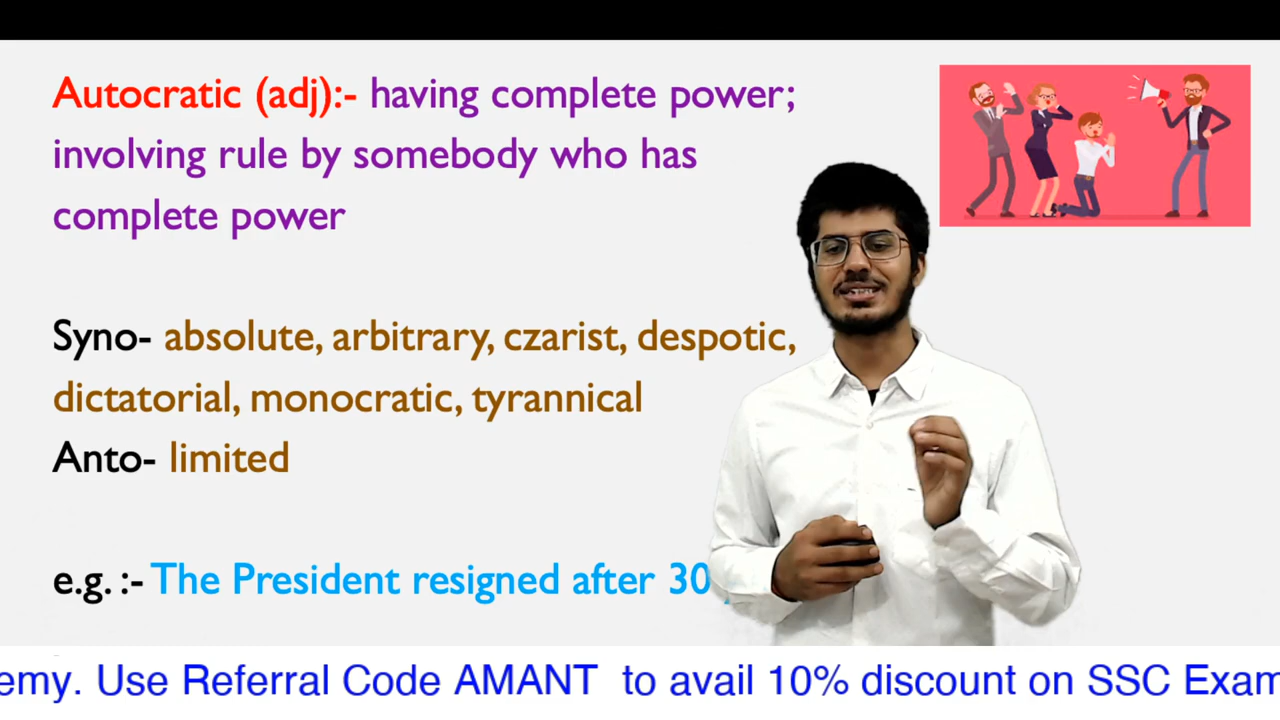 Autocratic (adj):- having complete power;
involving rule by somebody who has
complete power
Syno- absolute, arbitrary, czarist, despotic,
dictatorial, monocratic, tyrannical
Anto- limited
e.g. :- The President resigned after 30
emy. Use Referral Code AMANT to avail 10% discount on SSC Exam